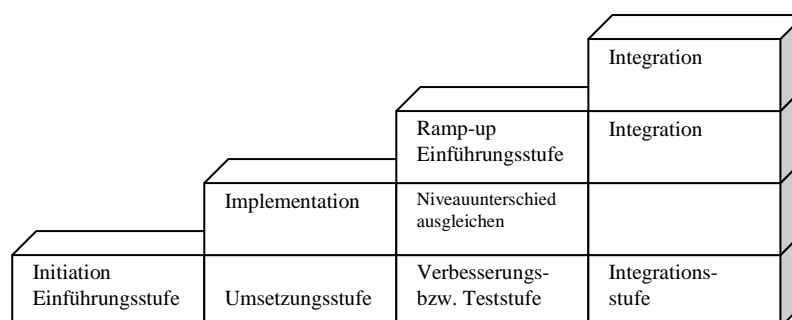 Integration
Ramp-up
Einführungsstufe
Integration
Implementation
Niveauunterschied
ausgleichen
Initiation
Einführungsstufe
Umsetzungsstufe
Verbesserungs-
bzw. Teststufe
Integrations-
stufe